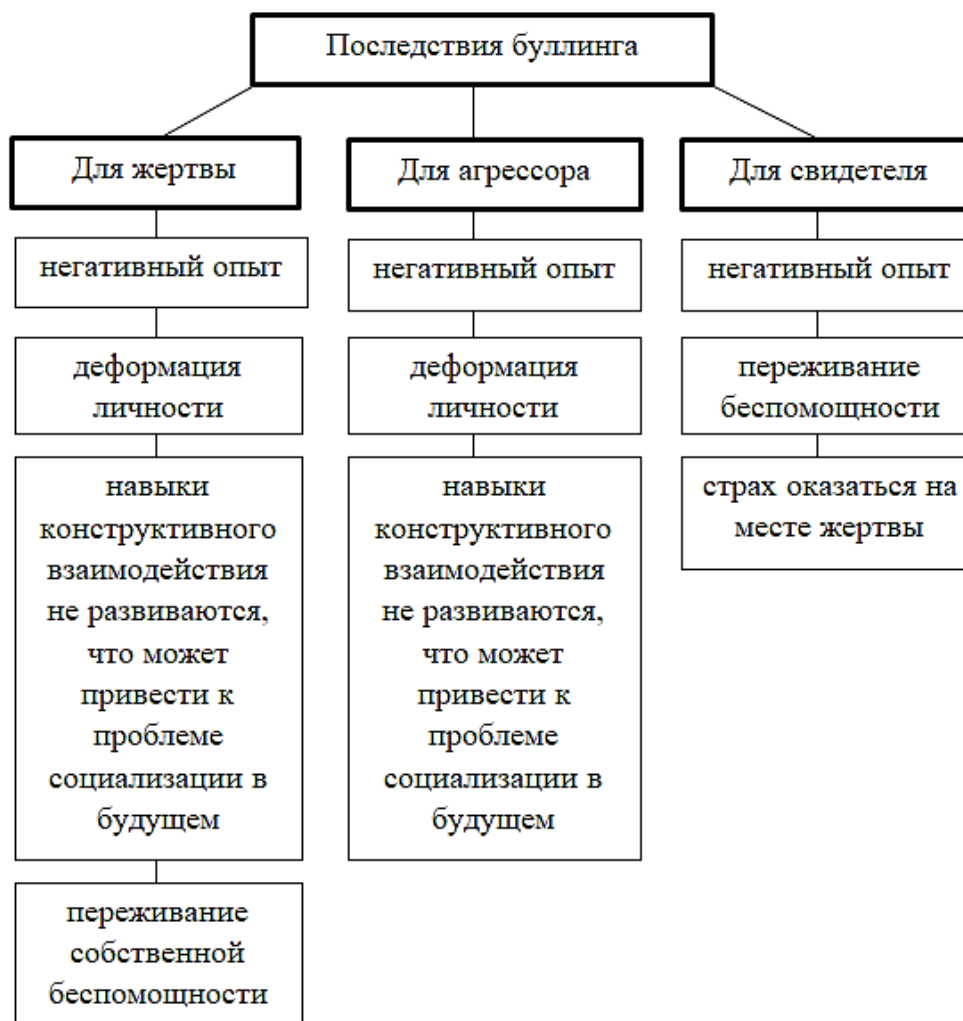 Последствия буллинга
Для жертвы
негативный опыт
деформация
личности
навыки
конструктивного
взаимодействия
не развиваются,
что может
привести к
проблеме
социализации в
будущем
переживание
собственной
беспомощности
Для агрессора
негативный опыт
деформация
личности
навыки
конструктивного
взаимодействия
не развиваются,
что может
привести к
проблеме
социализации в
будущем
Для свидетеля
негативный опыт
переживание
беспомощности
страх оказаться на
месте жертвы